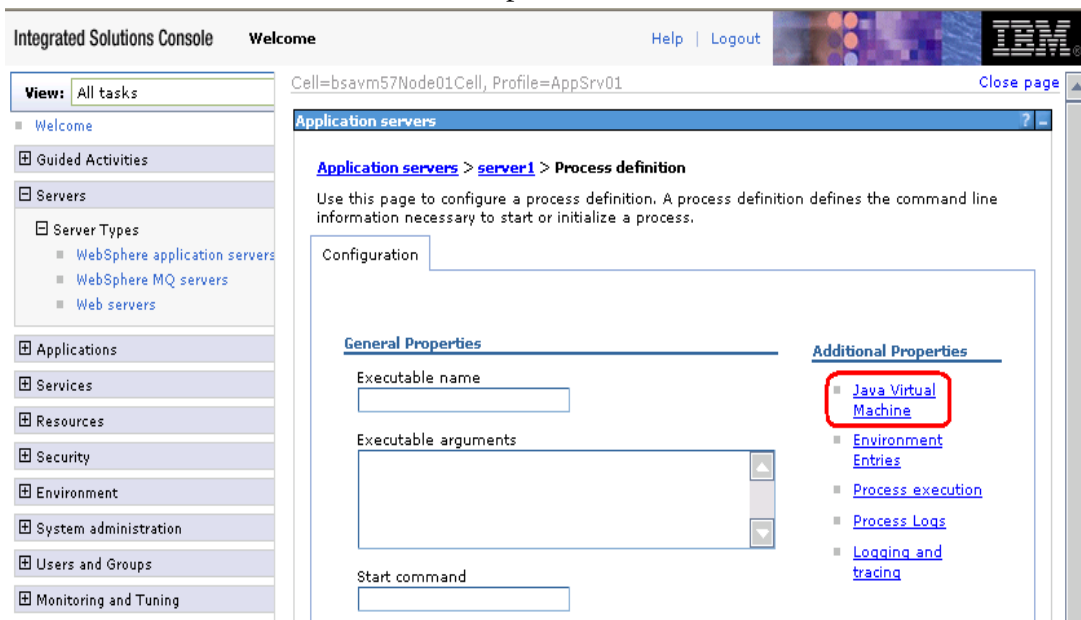 Integrated Solutions Console Welcome Help | Logout IBM®
View: All tasks
Welcome
Guided Activities
Servers
Server Types
WebSphere application servers
WebSphere MQ servers
Web servers
Applications
Services
Resources
Security
Environment
System administration
Users and Groups
Monitoring and Tuning
Cell=bsavm57Node01Cell, Profile=AppSrv01 Close page
Application servers ? -
Application servers > server1 > Process definition
Use this page to configure a process definition. A process definition defines the command line
information necessary to start or initialize a process.
Configuration
General Properties
Executable name
Executable arguments
Start command
Additional Properties
Java Virtual
Machine
Environment
Entries
Process execution
Process Logs
Logging and
tracing